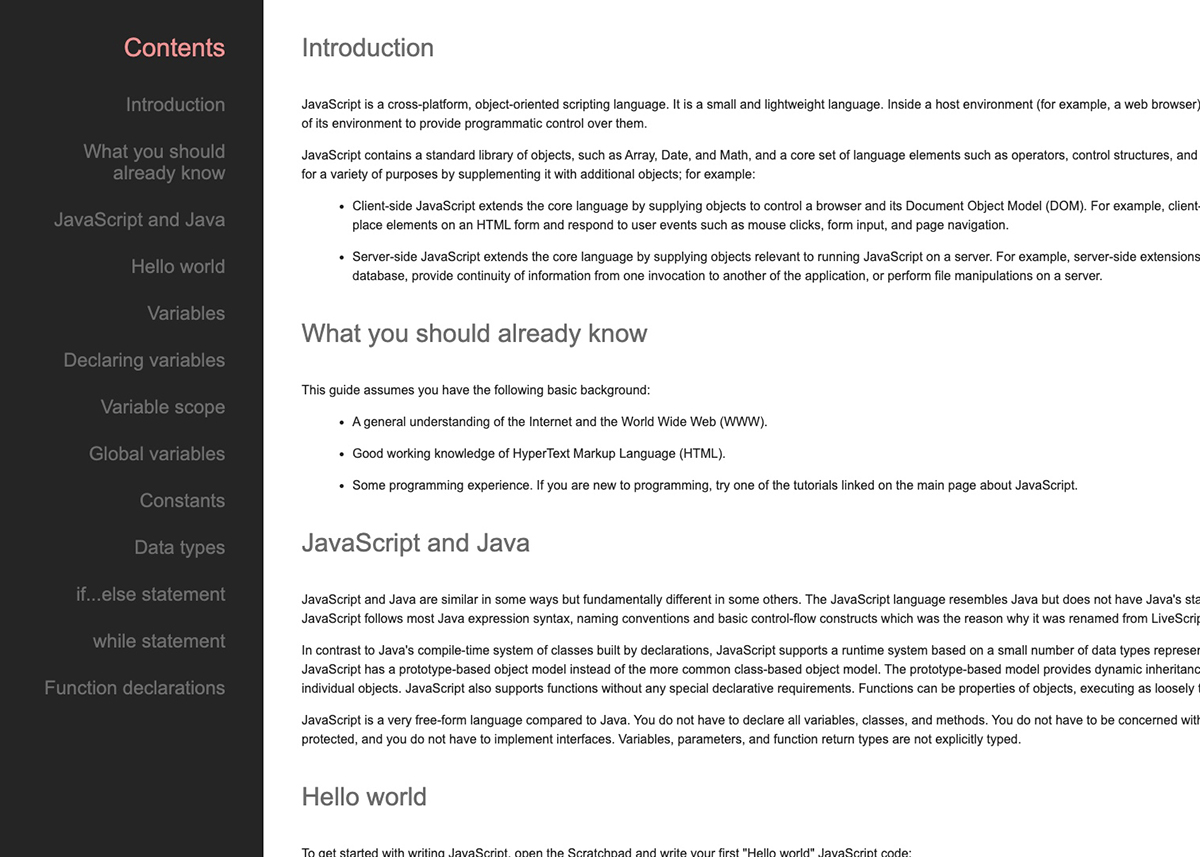 Contents
Introduction
What you should
already know
JavaScript and Java
Hello world
Variables
Declaring variables
Variable scope
Global variables
Constants
Data types
if...else statement
while statement
Function declarations
Introduction
JavaScript is a cross-platform, object-oriented scripting language. It is a small and lightweight language. Inside a host environment (for example, a web browser)
of its environment to provide programmatic control over them.
JavaScript contains a standard library of objects, such as Array, Date, and Math, and a core set of language elements such as operators, control structures, and
for a variety of purposes by supplementing it with additional objects; for example:
• Client-side JavaScript extends the core language by supplying objects to control a browser and its Document Object Model (DOM). For example, client-
place elements on an HTML form and respond to user events such as mouse clicks, form input, and page navigation.
• Server-side JavaScript extends the core language by supplying objects relevant to running JavaScript on a server. For example, server-side extensions
database, provide continuity of information from one invocation to another of the application, or perform file manipulations on a server.
What you should already know
This guide assumes you have the following basic background:
• A general understanding of the Internet and the World Wide Web (WWW).
• Good working knowledge of HyperText Markup Language (HTML).
• Some programming experience. If you are new to programming, try one of the tutorials linked on the main page about JavaScript.
JavaScript and Java
JavaScript and Java are similar in some ways but fundamentally different in some others. The JavaScript language resembles Java but does not have Java's sta
JavaScript follows most Java expression syntax, naming conventions and basic control-flow constructs which was the reason why it was renamed from LiveScrip
In contrast to Java's compile-time system of classes built by declarations, JavaScript supports a runtime system based on a small number of data types represen
JavaScript has a prototype-based object model instead of the more common class-based object model. The prototype-based model provides dynamic inheritanc
individual objects. JavaScript also supports functions without any special declarative requirements. Functions can be properties of objects, executing as loosely
JavaScript is a very free-form language compared to Java. You do not have to declare all variables, classes, and methods. You do not have to be concerned with
protected, and you do not have to implement interfaces. Variables, parameters, and function return types are not explicitly typed.
Hello world
To get started with writing JavaScript, open the Scratchpad and write your first "Hello world" JavaScript code: